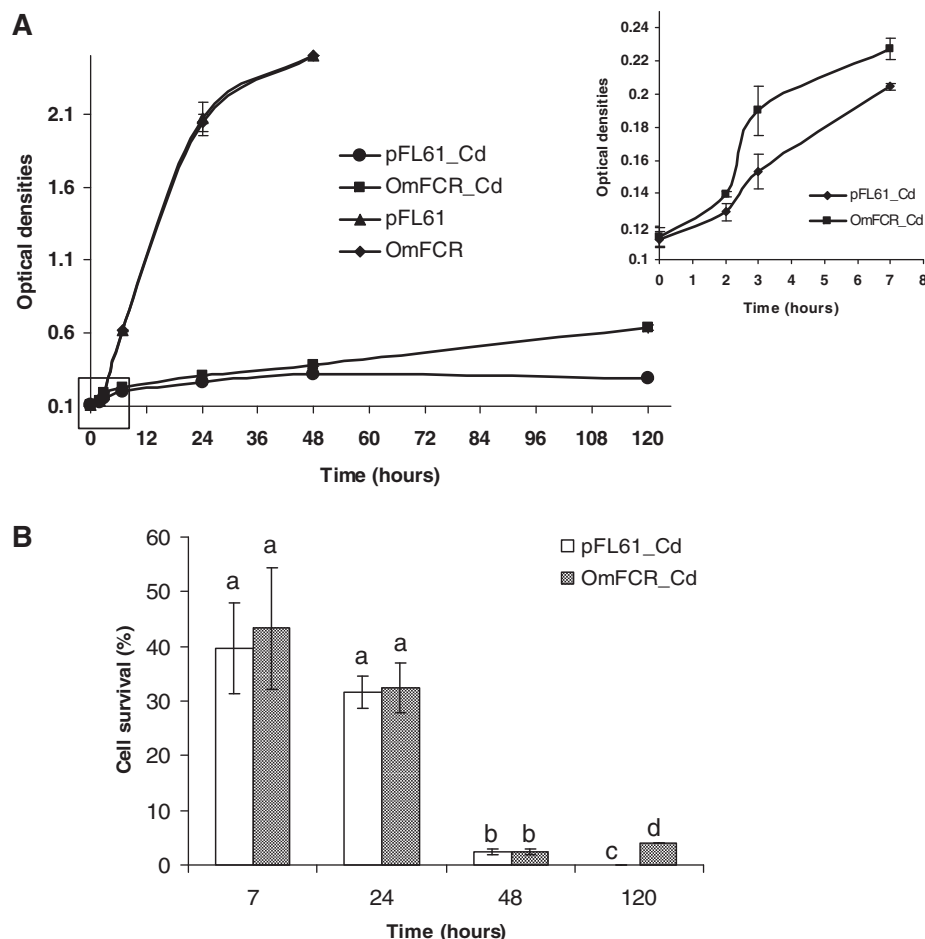 A
Optical densities
2.1
1.6
1.1
0.6
0.1
0 12 24 36 48 60 72 84 96 108 120
Time (hours)
pFL61_Cd
OmFCR_Cd
pFL61
OmFCR
Optical densities
0.26
0.24
0.22
0.2
0.18
0.16
0.14
0.12
0.1
0 1 2 3 4 5 6 7 8
Time (hours)
pFL61_Cd
OmFCR_Cd
B
Cell survival (%)
60
50
40
30
20
10
0
a a a a b b c d
7 24 48 120
Time (hours)
pFL61_Cd
OmFCR_Cd